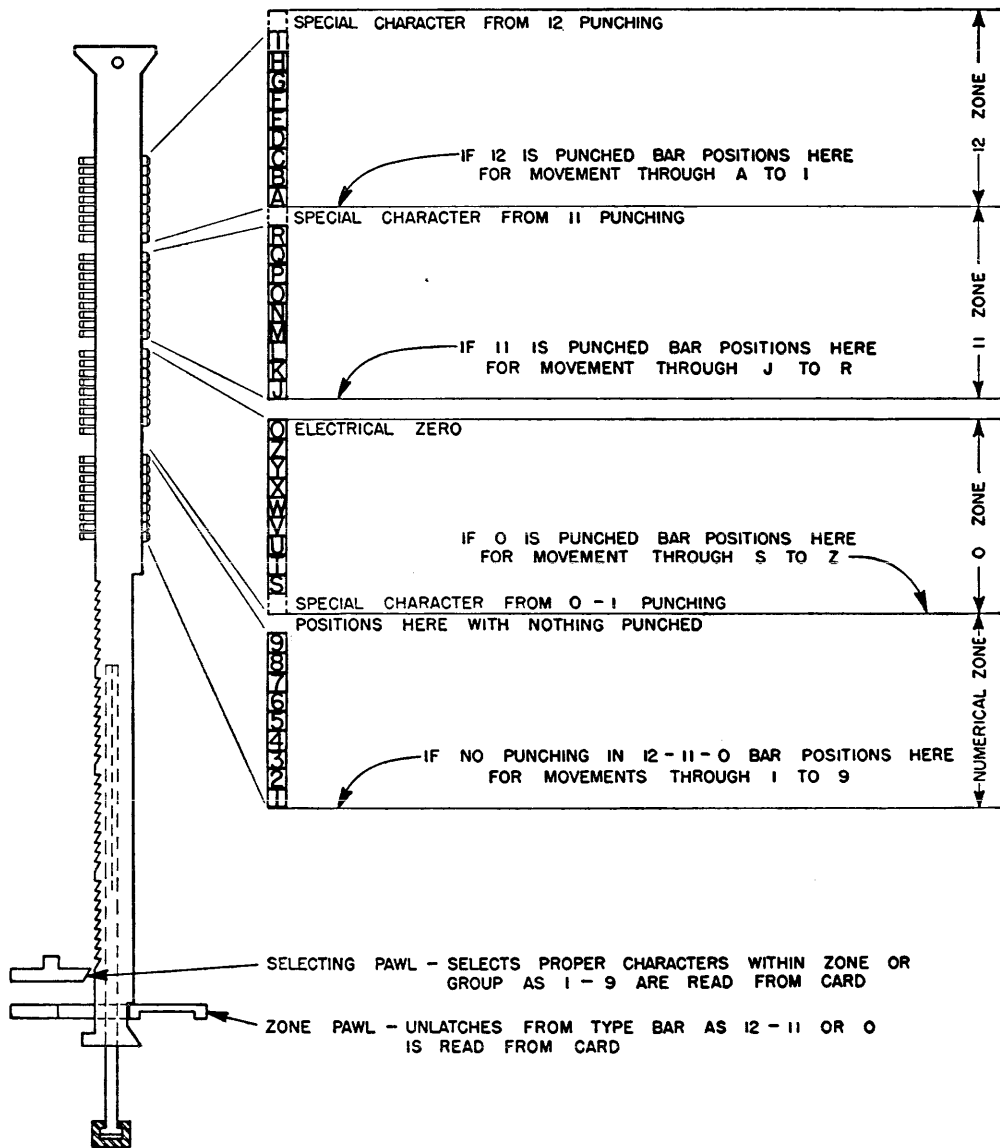 SPECIAL CHARACTER FROM 12 PUNCHING
I
H
G
F
E
D
C
B
A
IF 12 IS PUNCHED BAR POSITIONS HERE
FOR MOVEMENT THROUGH A TO I
12 ZONE
SPECIAL CHARACTER FROM 11 PUNCHING
R
Q
P
O
N
M
L
K
J
IF 11 IS PUNCHED BAR POSITIONS HERE
FOR MOVEMENT THROUGH J TO R
11 ZONE
0 ELECTRICAL ZERO
Z
Y
X
W
V
U
T
S
IF 0 IS PUNCHED BAR POSITIONS HERE
FOR MOVEMENT THROUGH S TO Z
0 ZONE
SPECIAL CHARACTER FROM 0-1 PUNCHING
POSITIONS HERE WITH NOTHING PUNCHED
9
8
7
6
5
4
3
2
1
IF NO PUNCHING IN 12-11-0 BAR POSITIONS HERE
FOR MOVEMENTS THROUGH 1 TO 9
NUMERICAL ZONE
SELECTING PAWL - SELECTS PROPER CHARACTERS WITHIN ZONE OR
GROUP AS 1-9 ARE READ FROM CARD
ZONE PAWL - UNLATCHES FROM TYPE BAR AS 12-11 OR 0
IS READ FROM CARD